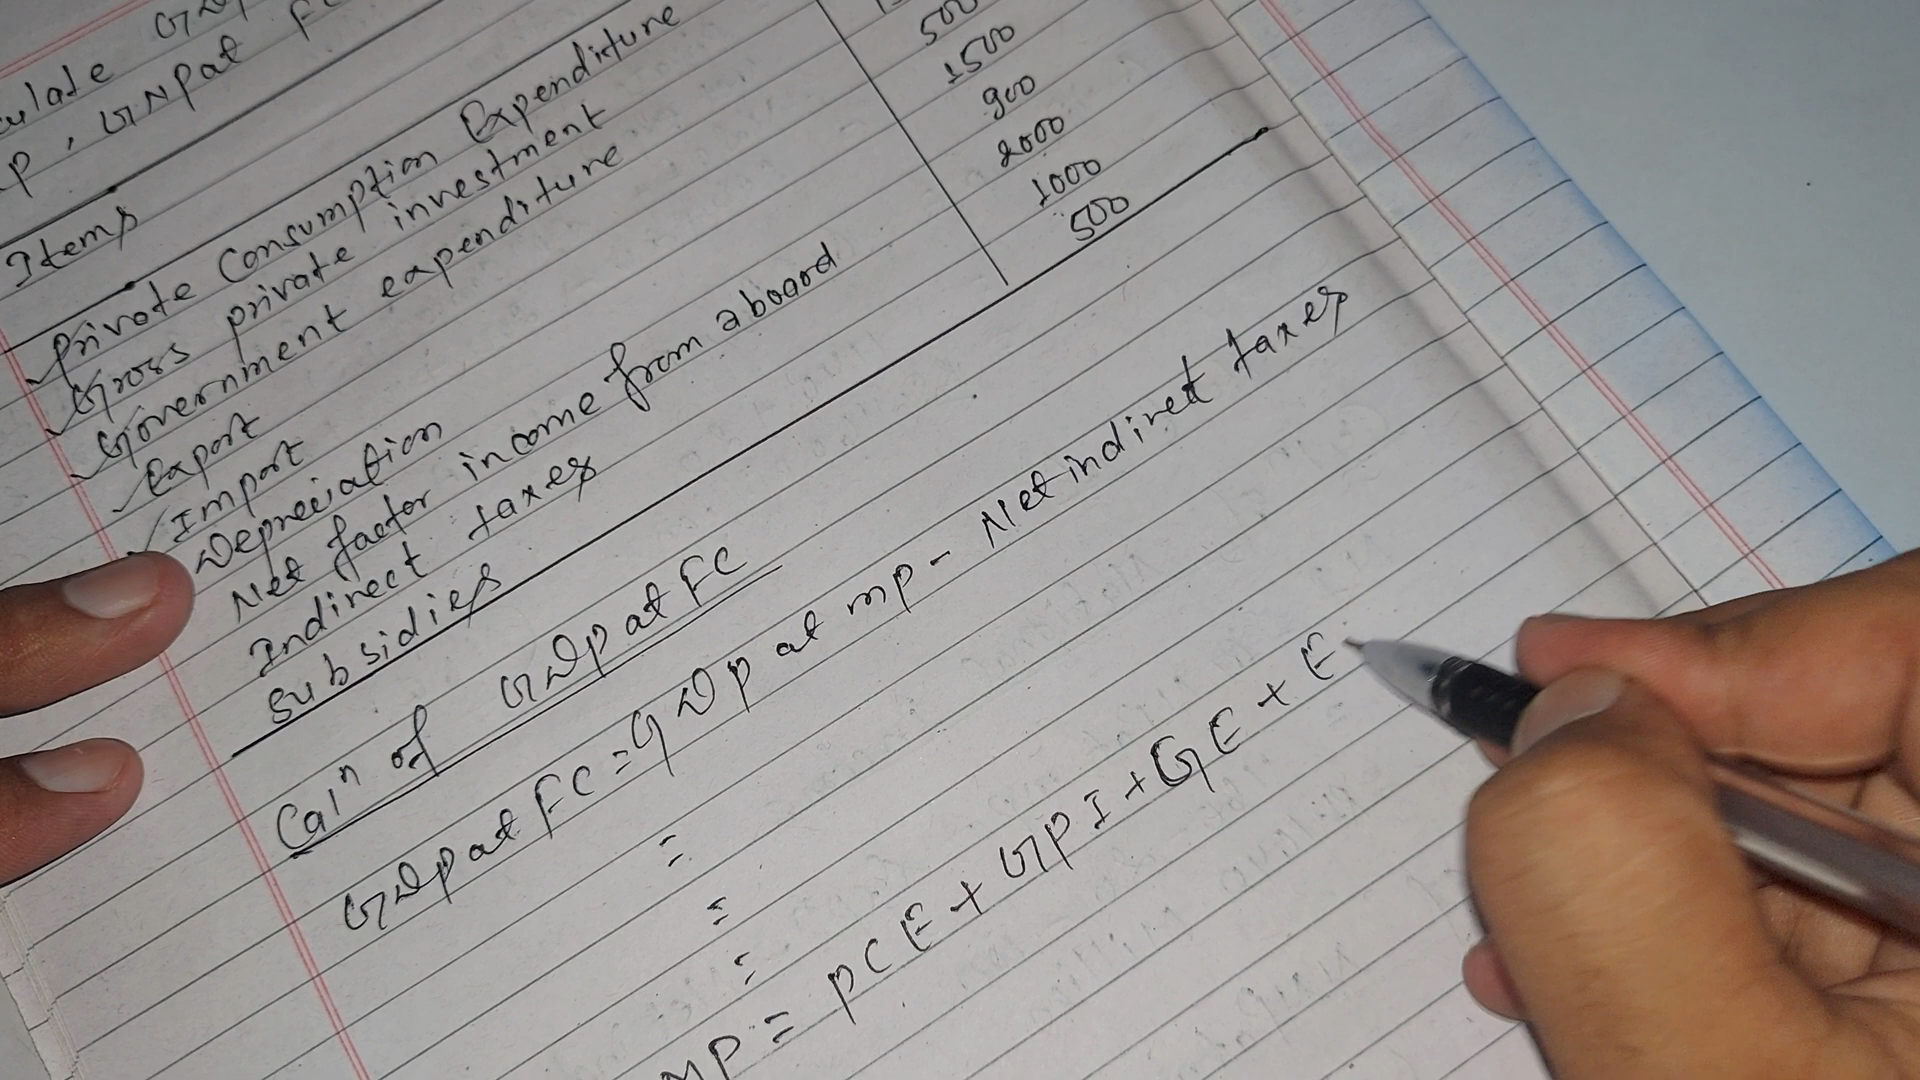 GDP
P, GNP at F
Items
Private Consumption Expenditure
Gross private investment 500
Government expenditure 1500
Export 900
Import 2000
Depreciation 1000
Net factor income from aboard 500
Indirect taxes
subsidies
Calⁿ of GDP at FC
GDP at FC = GDP at mp - Net indirect taxes
=
=
=
MP = PCE + GPI + GE + E